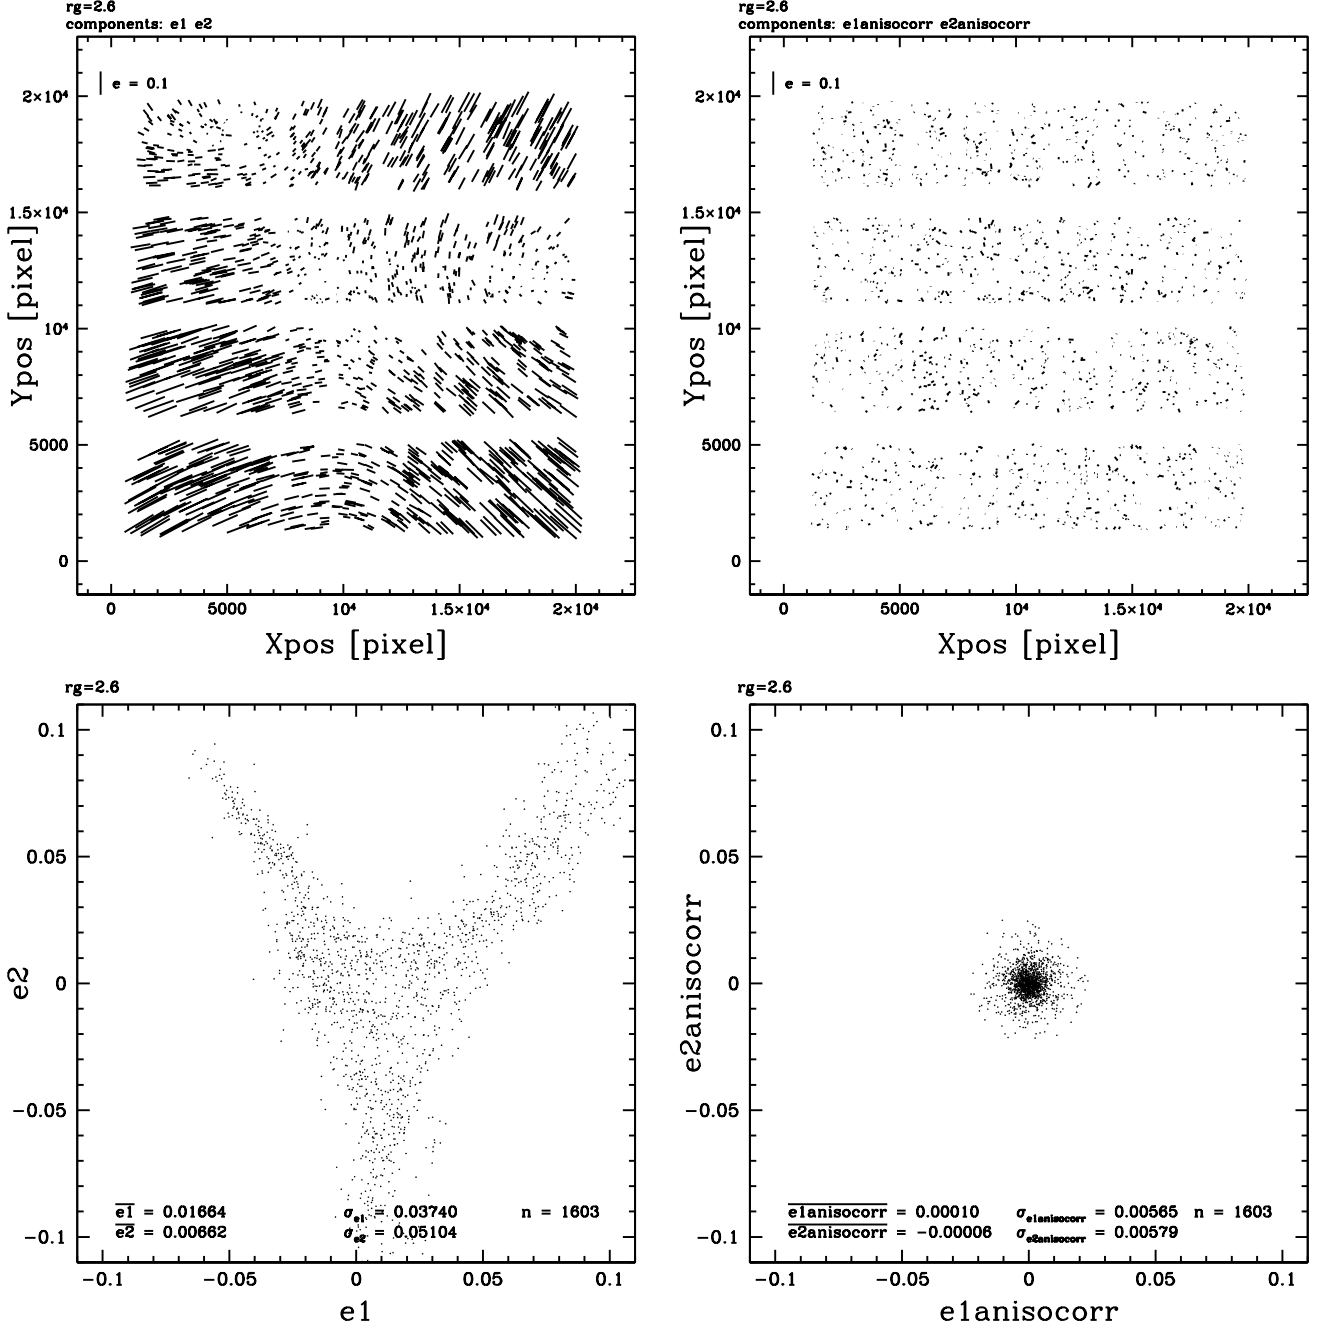 rg=2.6
components: e1 e2
e = 0.1
2×10⁴
1.5×10⁴
10⁴
5000
0
Ypos [pixel]
0 5000 10⁴ 1.5×10⁴ 2×10⁴
Xpos [pixel]
rg=2.6
components: e1anisocorr e2anisocorr
e = 0.1
2×10⁴
1.5×10⁴
10⁴
5000
0
Ypos [pixel]
0 5000 10⁴ 1.5×10⁴ 2×10⁴
Xpos [pixel]
rg=2.6
0.1
0.05
0
−0.05
−0.1
e2
e1 = 0.01664 σe1 = 0.03740 n = 1603
e2 = 0.00662 σe2 = 0.05104
−0.1 −0.05 0 0.05 0.1
e1
rg=2.6
0.1
0.05
0
−0.05
−0.1
e2anisocorr
e1anisocorr = 0.00010 σe1anisocorr = 0.00565 n = 1603
e2anisocorr = −0.00006 σe2anisocorr = 0.00579
−0.1 −0.05 0 0.05 0.1
e1anisocorr